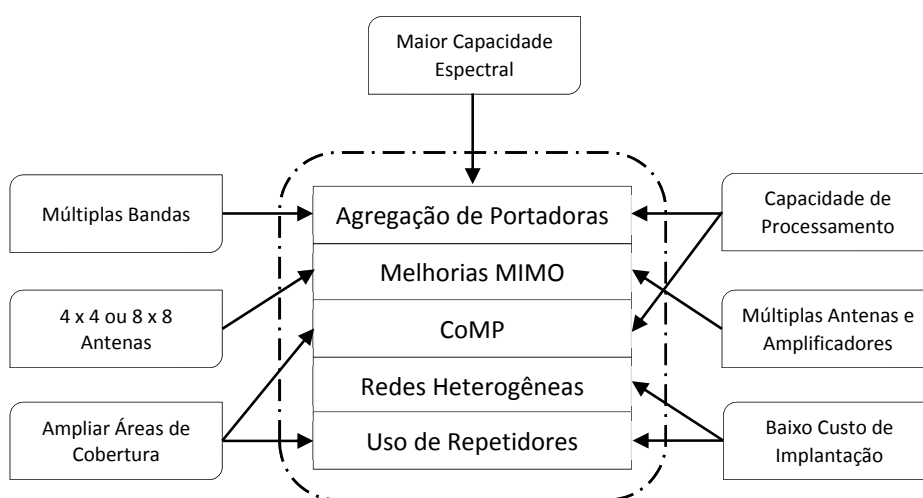 Maior Capacidade
Espectral
Múltiplas Bandas
Agregação de Portadoras
Capacidade de
Processamento
Melhorias MIMO
4 x 4 ou 8 x 8
Antenas
CoMP
Múltiplas Antenas e
Amplificadores
Redes Heterogêneas
Ampliar Áreas de
Cobertura
Uso de Repetidores
Baixo Custo de
Implantação